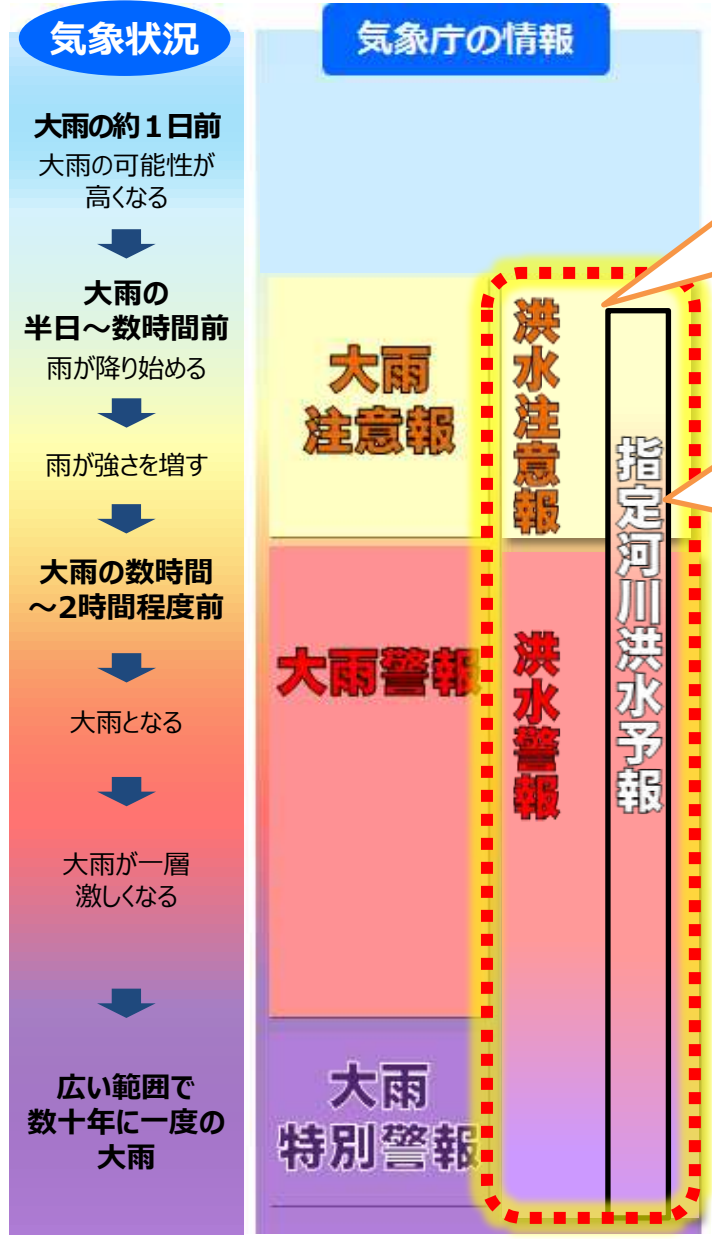 気象状況
大雨の約１日前
大雨の可能性が
高くなる
大雨の
半日～数時間前
雨が降り始める
雨が強さを増す
大雨の数時間
～2時間程度前
大雨となる
大雨が一層
激しくなる
広い範囲で
数十年に一度の
大雨
気象庁の情報
大雨
注意報
大雨警報
大雨
特別警報
洪水注意報
洪水警報
指定河川洪水予報